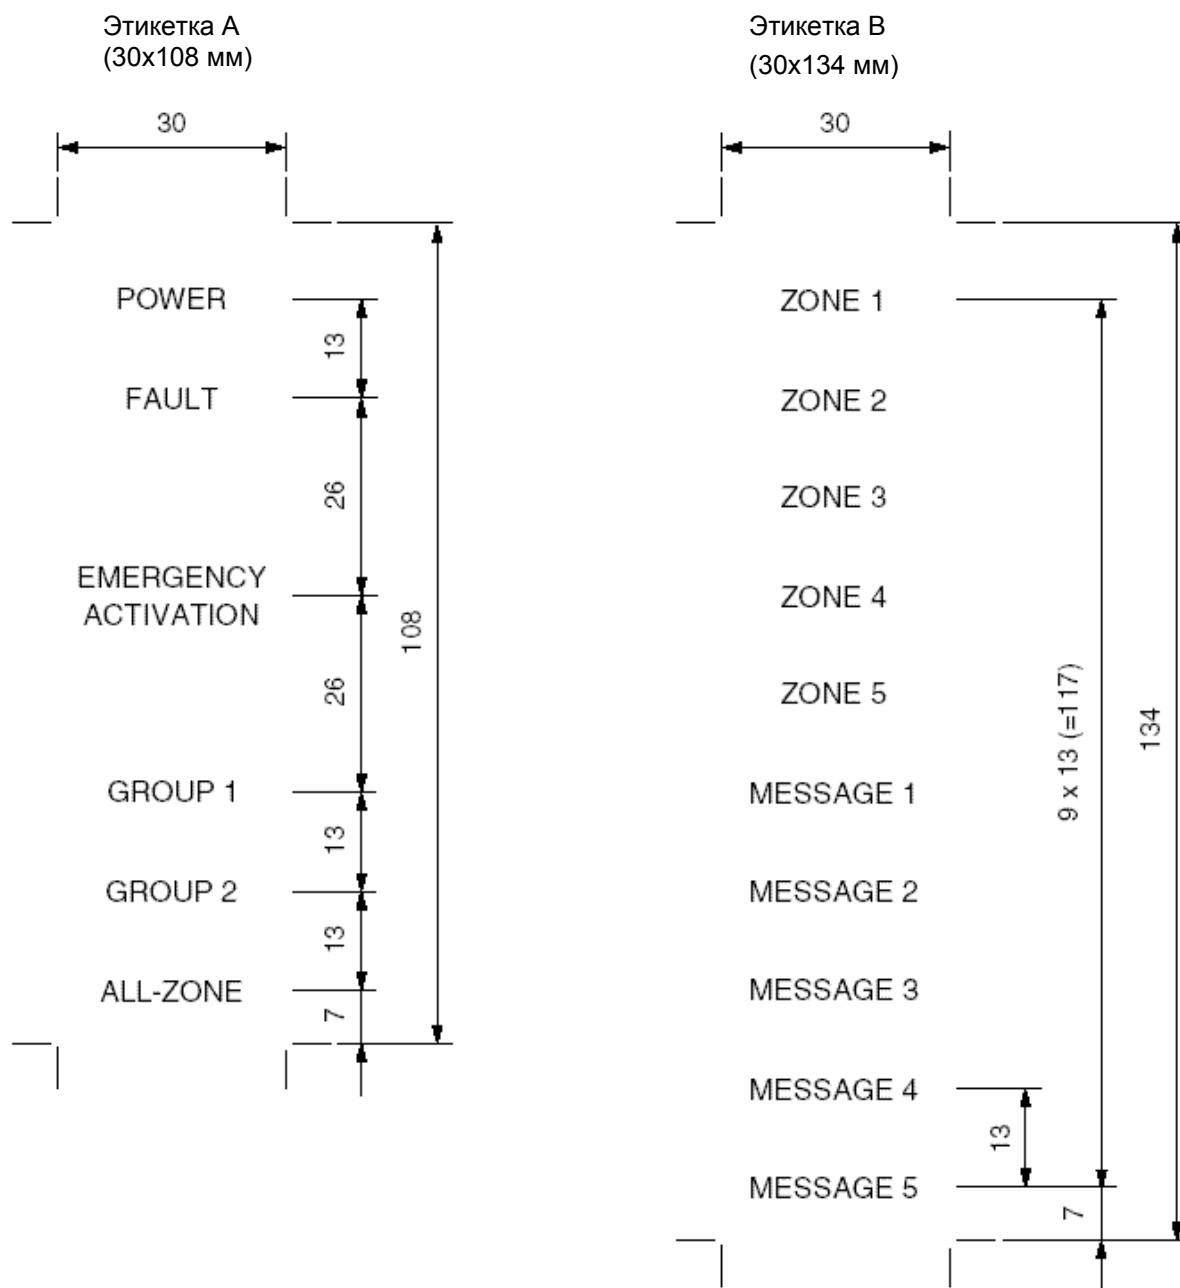 Этикетка А
(30x108 мм)
30
POWER
13
FAULT
26
EMERGENCY
ACTIVATION
108
26
GROUP 1
13
GROUP 2
13
ALL-ZONE
7
Этикетка В
(30x134 мм)
30
ZONE 1
ZONE 2
ZONE 3
ZONE 4
ZONE 5
9 x 13 (=117)
134
MESSAGE 1
MESSAGE 2
MESSAGE 3
MESSAGE 4
13
MESSAGE 5
7